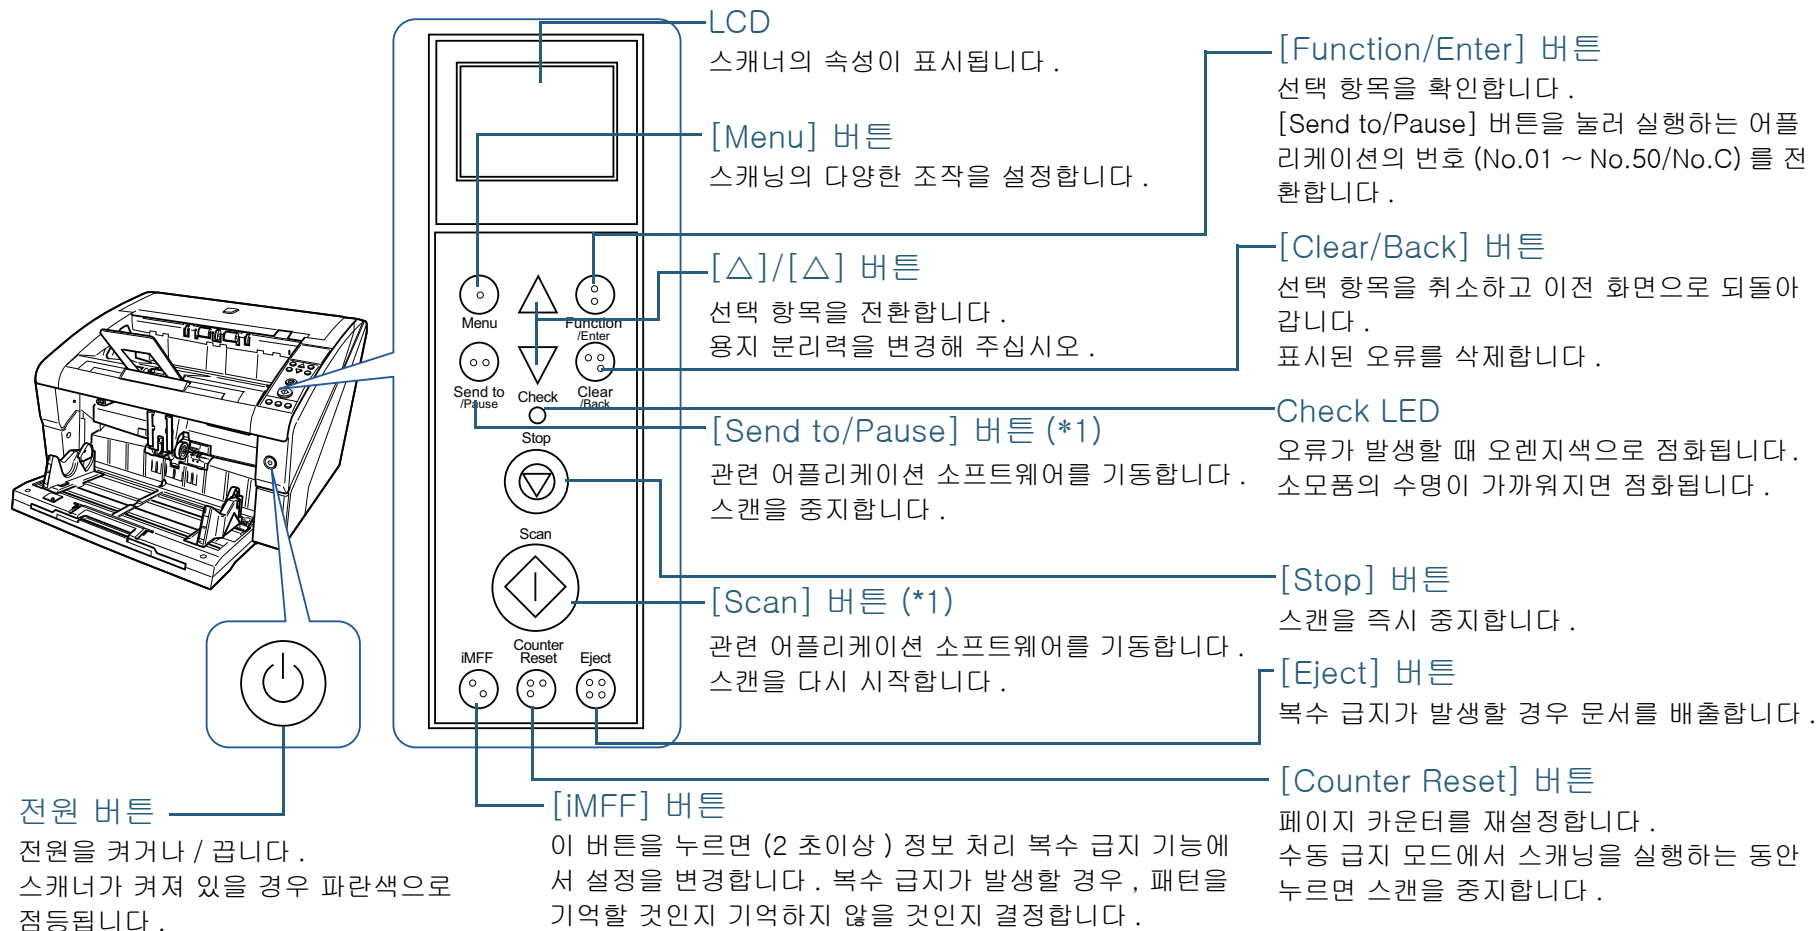 LCD
스캐너의 속성이 표시됩니다 .
[Menu] 버튼
스캐닝의 다양한 조작을 설정합니다 .
[△]/[△] 버튼
선택 항목을 전환합니다 .
용지 분리력을 변경해 주십시오 .
[Send to/Pause] 버튼 (*1)
관련 어플리케이션 소프트웨어를 기동합니다 .
스캔을 중지합니다 .
[Scan] 버튼 (*1)
관련 어플리케이션 소프트웨어를 기동합니다 .
스캔을 다시 시작합니다 .
[Function/Enter] 버튼
선택 항목을 확인합니다 .
[Send to/Pause] 버튼을 눌러 실행하는 어플
리케이션의 번호 (No.01 ~ No.50/No.C) 를 전
환합니다 .
[Clear/Back] 버튼
선택 항목을 취소하고 이전 화면으로 되돌아
갑니다 .
표시된 오류를 삭제합니다 .
Check LED
오류가 발생할 때 오렌지색으로 점화됩니다 .
소모품의 수명이 가까워지면 점화됩니다 .
[Stop] 버튼
스캔을 즉시 중지합니다 .
[Eject] 버튼
복수 급지가 발생할 경우 문서를 배출합니다 .
[Counter Reset] 버튼
페이지 카운터를 재설정합니다 .
수동 급지 모드에서 스캐닝을 실행하는 동안
누르면 스캔을 중지합니다 .
Menu
Function
/Enter
Send to
/Pause
Check
Clear
/Back
Stop
Scan
iMFF
Counter
Reset
Eject
전원 버튼
전원을 켜거나 / 끕니다 .
스캐너가 켜져 있을 경우 파란색으로
점등됩니다 .
[iMFF] 버튼
이 버튼을 누르면 (2 초이상 ) 정보 처리 복수 급지 기능에
서 설정을 변경합니다 . 복수 급지가 발생할 경우 , 패턴을
기억할 것인지 기억하지 않을 것인지 결정합니다 .